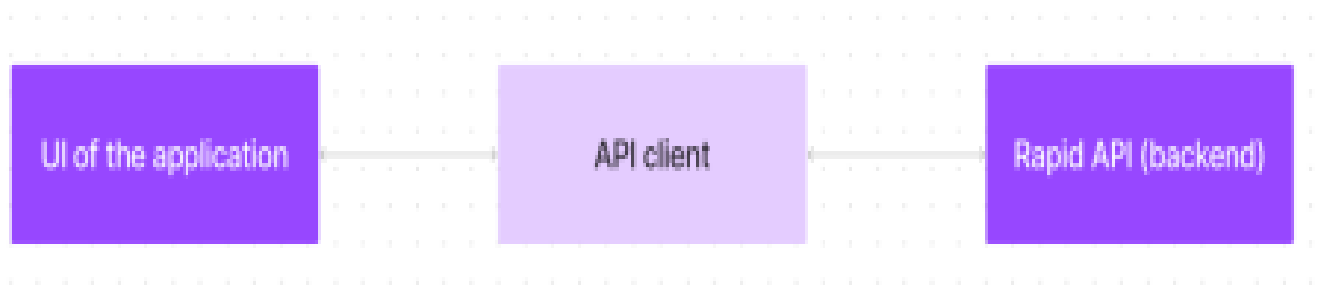 UI of the application
API client
Rapid API (backend)